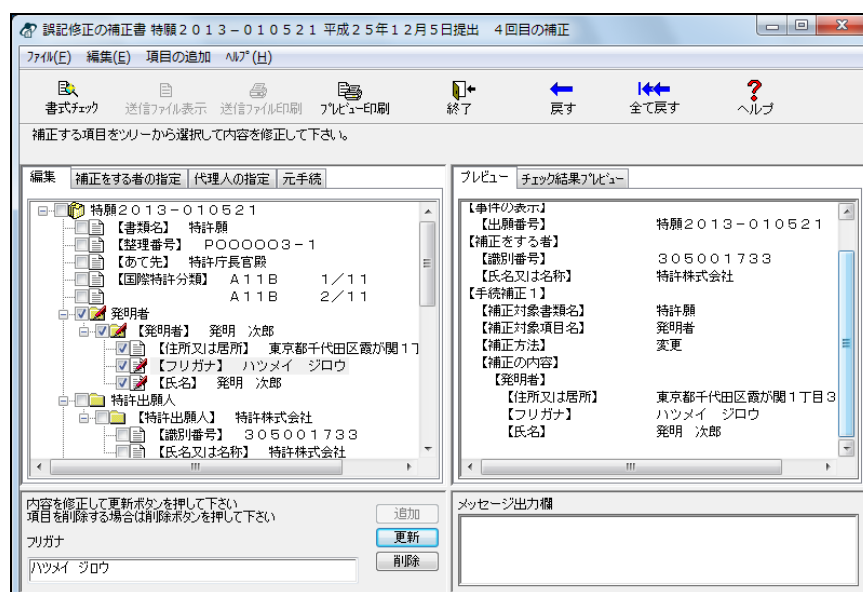 誤記修正の補正書 特願２０１３－０１０５２１ 平成２５年１２月５日提出　４回目の補正
ﾌｧｲﾙ(F)　編集(E)　項目の追加　ﾍﾙﾌﾟ(H)
書式ﾁｪｯｸ　送信ﾌｧｲﾙ表示　送信ﾌｧｲﾙ印刷　ﾌﾟﾚﾋﾞｭｰ印刷　終了　戻す　全て戻す　ヘルプ
補正する項目をツリーから選択して内容を修正して下さい。
編集　補正をする者の指定　代理人の指定　元手続
特願２０１３－０１０５２１
【書類名】　特許願
【整理番号】　Ｐ０００００３－１
【あて先】　特許庁長官殿
【国際特許分類】　Ａ１１Ｂ　　１／１１
Ａ１１Ｂ　　２／１１
発明者
【発明者】　発明　次郎
【住所又は居所】　東京都千代田区霞が関１丁
【フリガナ】　ハツメイ　ジロウ
【氏名】　発明　次郎
特許出願人
【特許出願人】　特許株式会社
【識別番号】　３０５００１７３３
【氏名又は名称】　特許株式会社
プレビュー　ﾁｪｯｸ結果ﾌﾟﾚﾋﾞｭｰ
【事件の表示】
【出願番号】　特願２０１３－０１０５２１
【補正をする者】
【識別番号】　３０５００１７３３
【氏名又は名称】　特許株式会社
【手続補正１】
【補正対象書類名】　特許願
【補正対象項目名】　発明者
【補正方法】　変更
【補正の内容】
【発明者】
【住所又は居所】　東京都千代田区霞が関１丁目３
【フリガナ】　ハツメイ　ジロウ
【氏名】　発明　次郎
内容を修正して更新ボタンを押して下さい
項目を削除する場合は削除ボタンを押して下さい
追加
フリガナ
更新
削除
ハツメイ　ジロウ
メッセージ出力欄